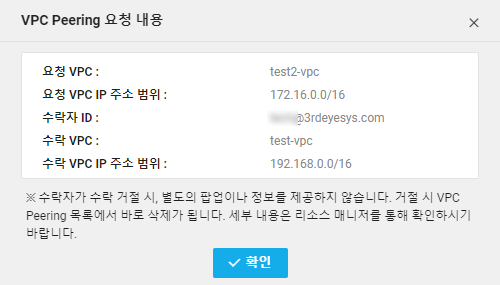 VPC Peering 요청 내용
요청 VPC : test2-vpc
요청 VPC IP 주소 범위 : 172.16.0.0/16
수락자 ID : @3rdeyesys.com
수락 VPC : test-vpc
수락 VPC IP 주소 범위 : 192.168.0.0/16
※ 수락자가 수락 거절 시, 별도의 팝업이나 정보를 제공하지 않습니다. 거절 시 VPC
Peering 목록에서 바로 삭제가 됩니다. 세부 내용은 리소스 매니저를 통해 확인하시기
바랍니다.
확인